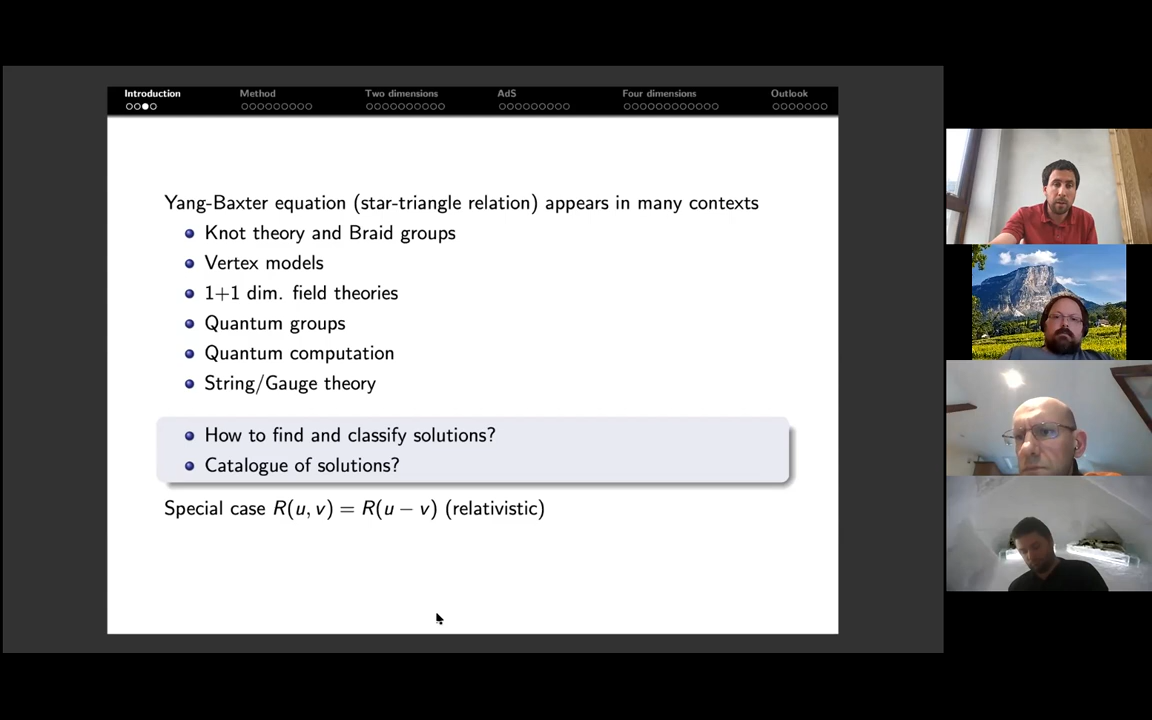 Introduction Method Two dimensions AdS Four dimensions Outlook
Yang-Baxter equation (star-triangle relation) appears in many contexts
Knot theory and Braid groups
Vertex models
1+1 dim. field theories
Quantum groups
Quantum computation
String/Gauge theory
How to find and classify solutions?
Catalogue of solutions?
Special case R(u, v) = R(u − v) (relativistic)